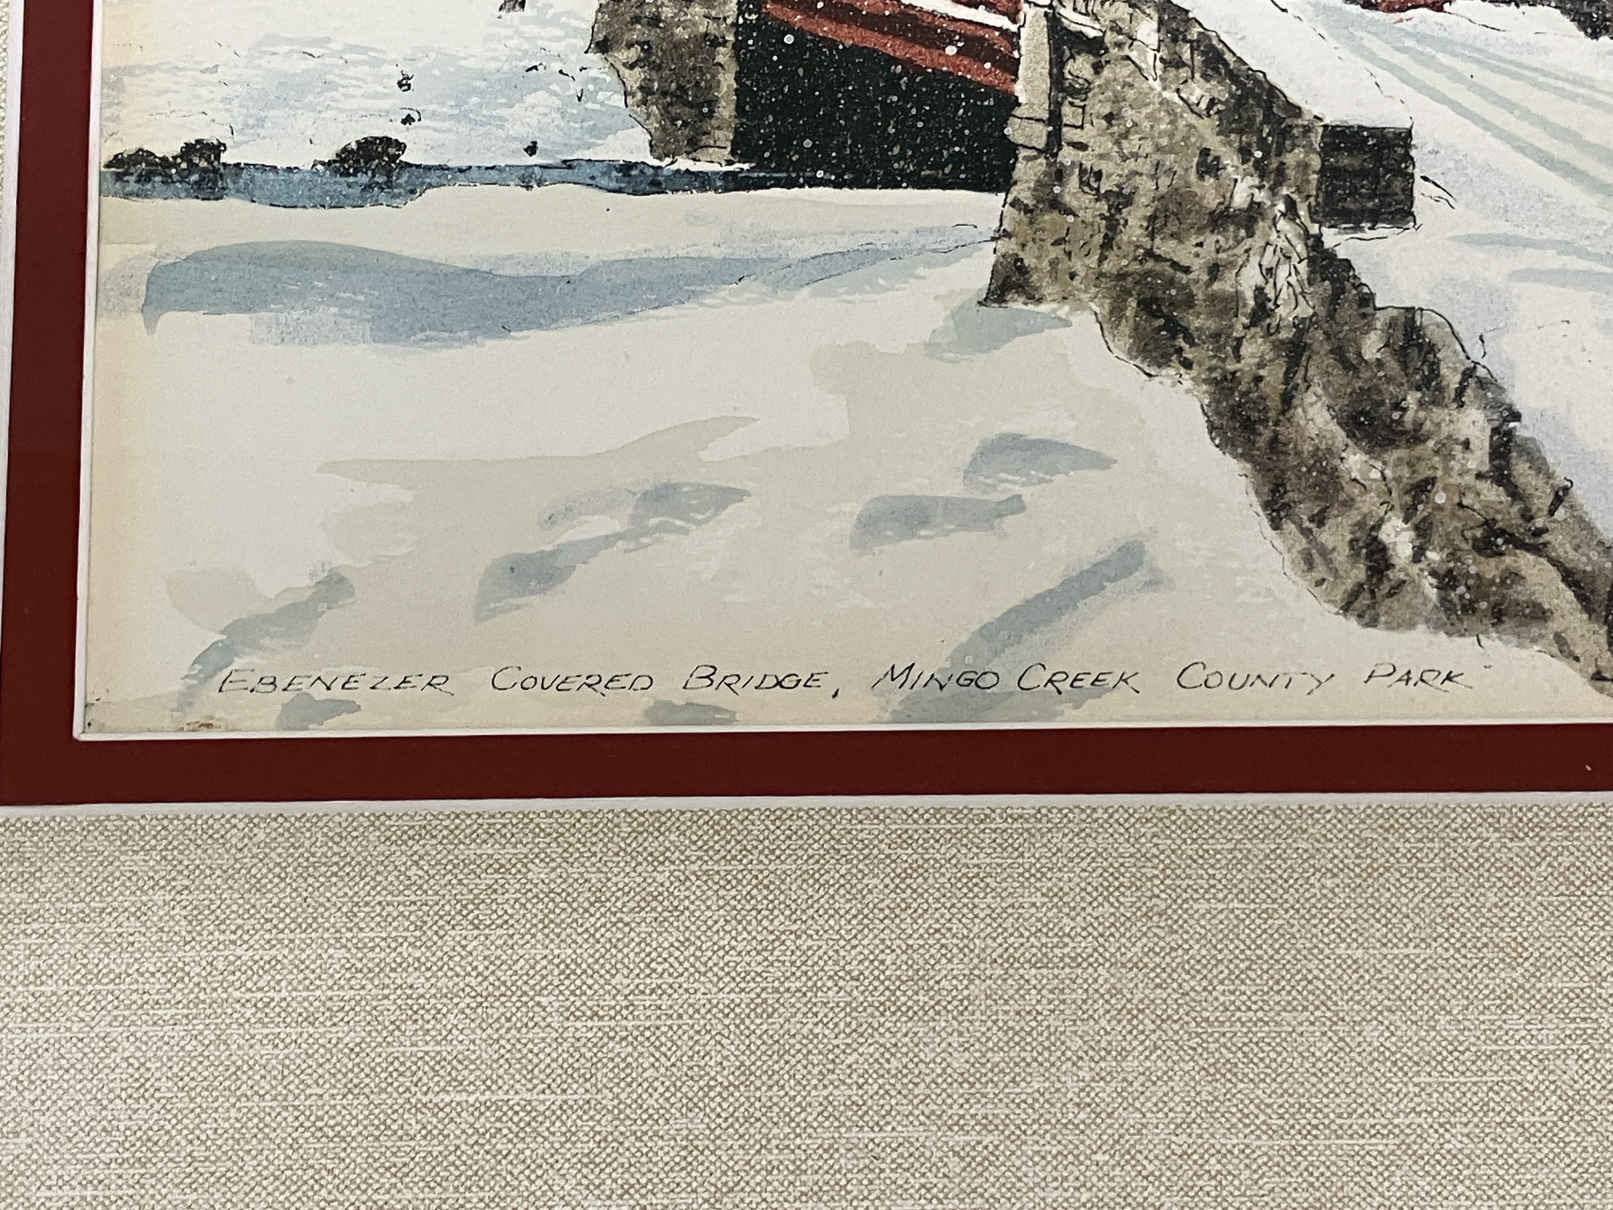 EBENEZER COVERED BRIDGE, MINGO CREEK COUNTY PARK